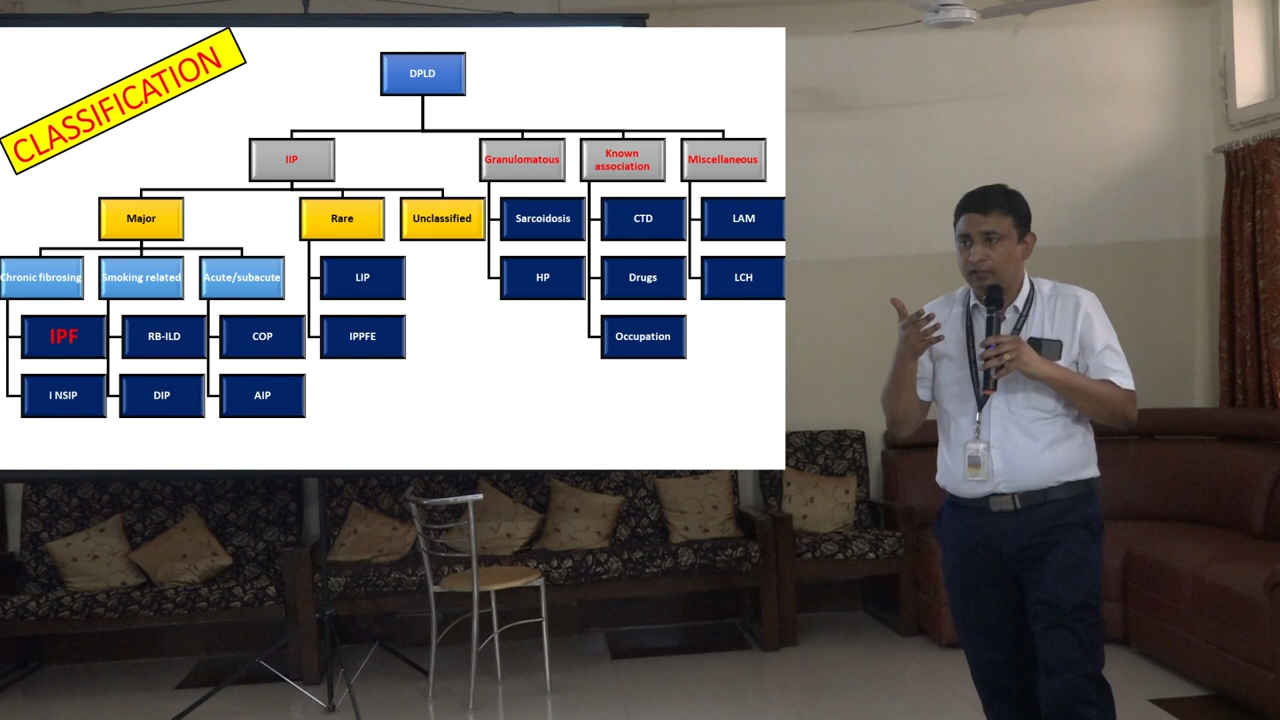 CLASSIFICATION
DPLD
IIP
Granulomatous
Known
association
Miscellaneous
Major
Rare
Unclassified
Sarcoidosis
CTD
LAM
Chronic fibrosing
Smoking related
Acute/subacute
LIP
HP
Drugs
LCH
IPF
RB-ILD
COP
IPPFE
Occupation
i NSIP
DIP
AIP